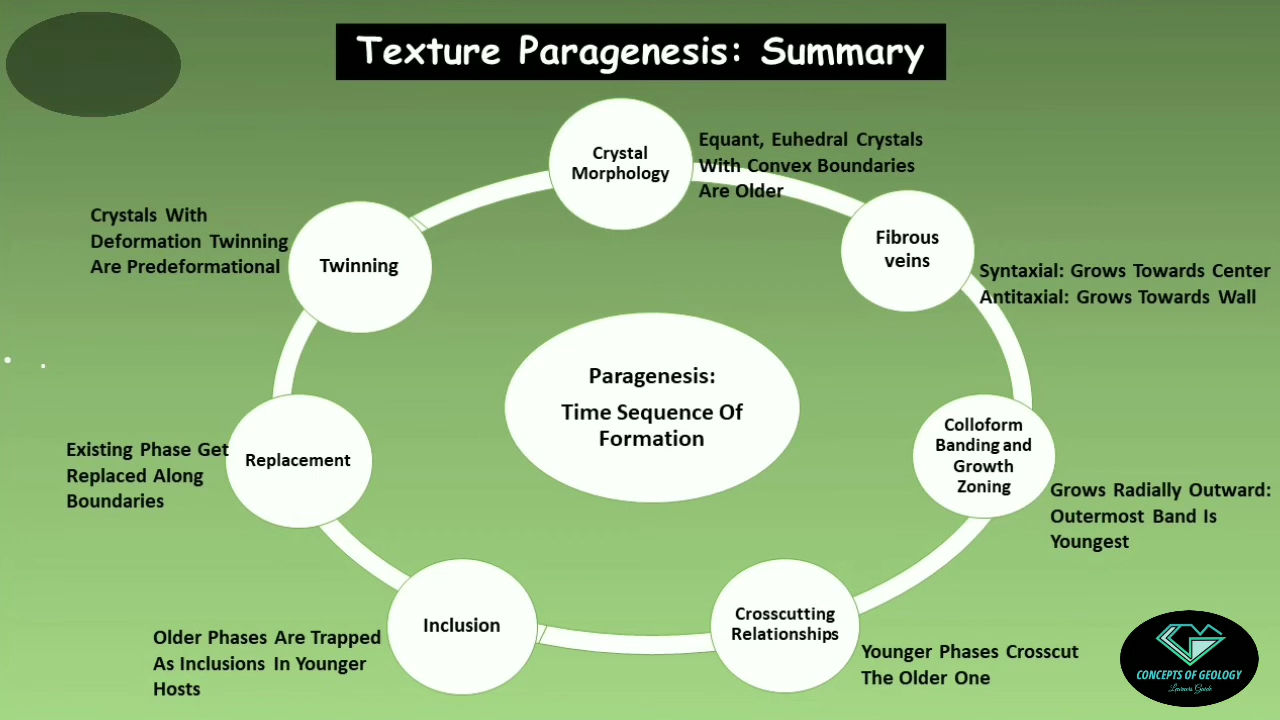 Texture Paragenesis: Summary
Crystal
Morphology
Equant, Euhedral Crystals
With Convex Boundaries
Are Older
Fibrous
veins
Syntaxial: Grows Towards Center
Antitaxial: Grows Towards Wall
Colloform
Banding and
Growth
Zoning
Grows Radially Outward:
Outermost Band Is
Youngest
Crosscutting
Relationships
Younger Phases Crosscut
The Older One
Inclusion
Older Phases Are Trapped
As Inclusions In Younger
Hosts
Replacement
Existing Phase Get
Replaced Along
Boundaries
Twinning
Crystals With
Deformation Twinning
Are Predeformational
Paragenesis:
Time Sequence Of
Formation
CONCEPTS OF GEOLOGY
Learners Guide